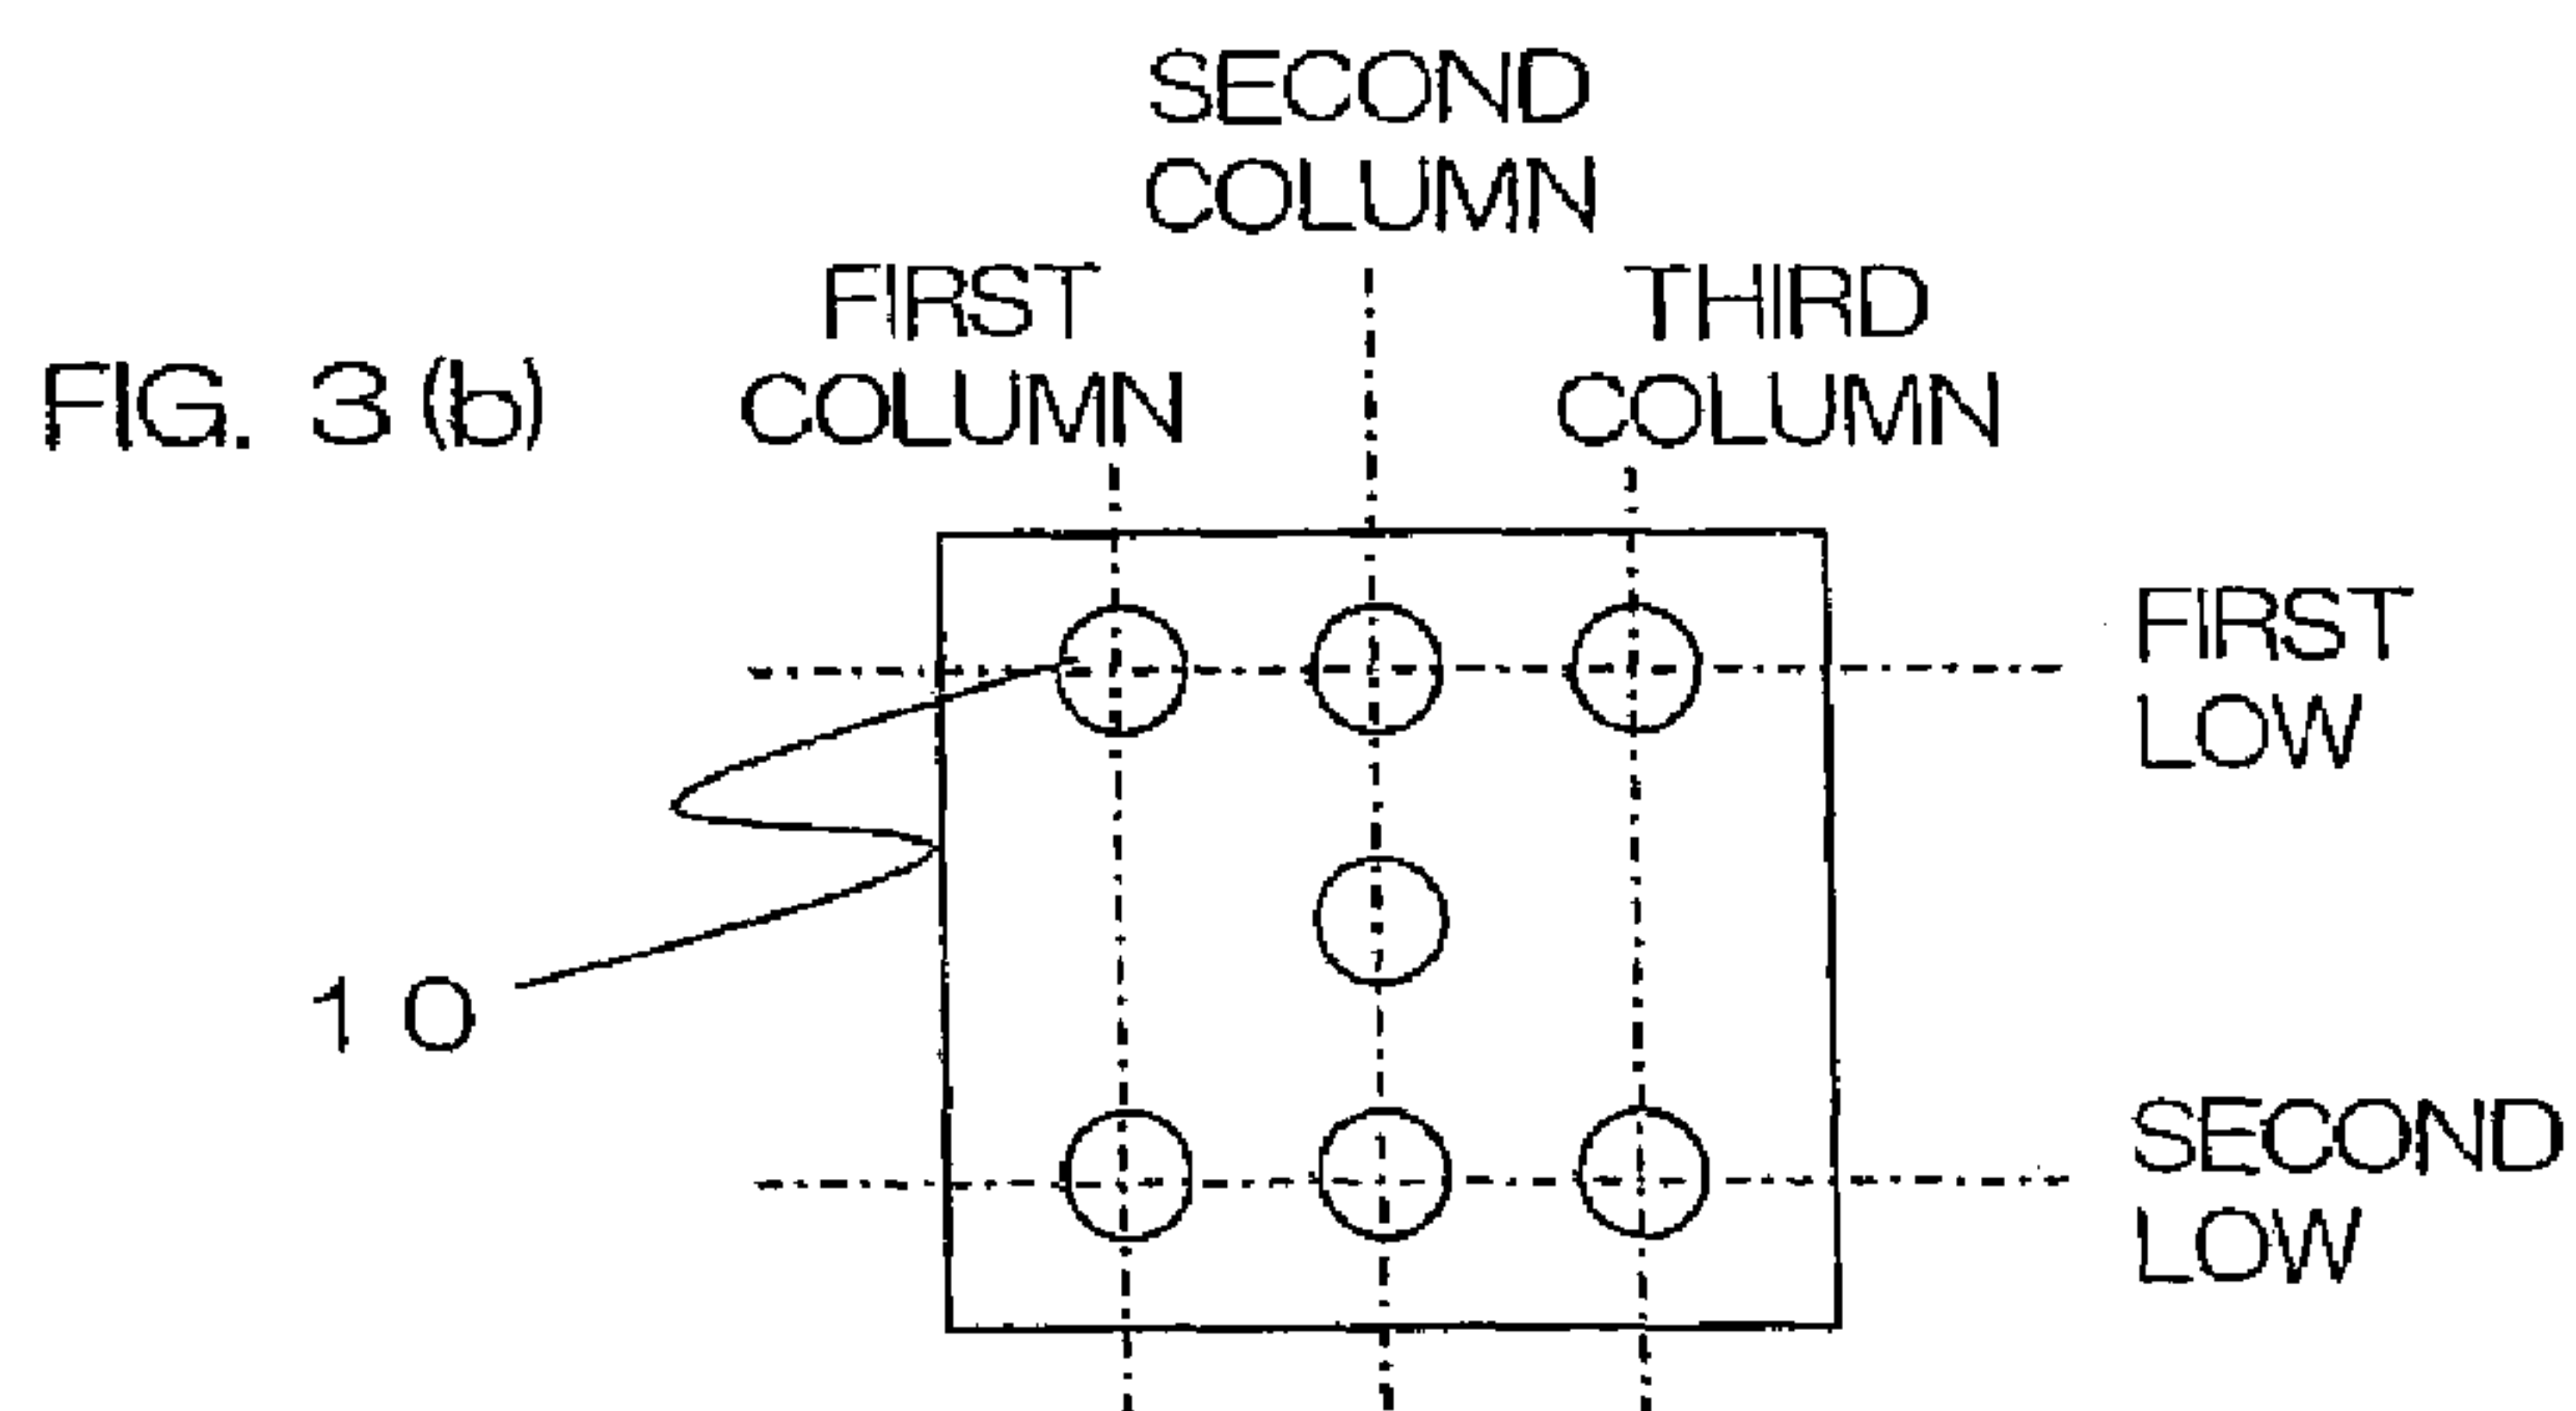 SECOND
COLUMN
FIRST
COLUMN
THIRD
COLUMN
FIG. 3 (b)
FIRST
LOW
10
SECOND
LOW